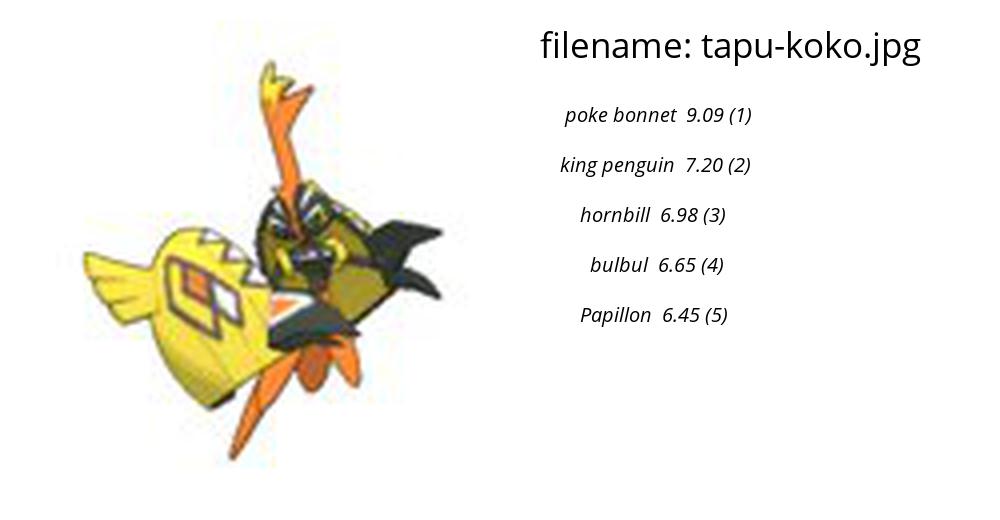 filename: tapu-koko.jpg
poke bonnet 9.09 (1)
king penguin 7.20 (2)
hornbill 6.98 (3)
bulbul 6.65 (4)
Papillon 6.45 (5)